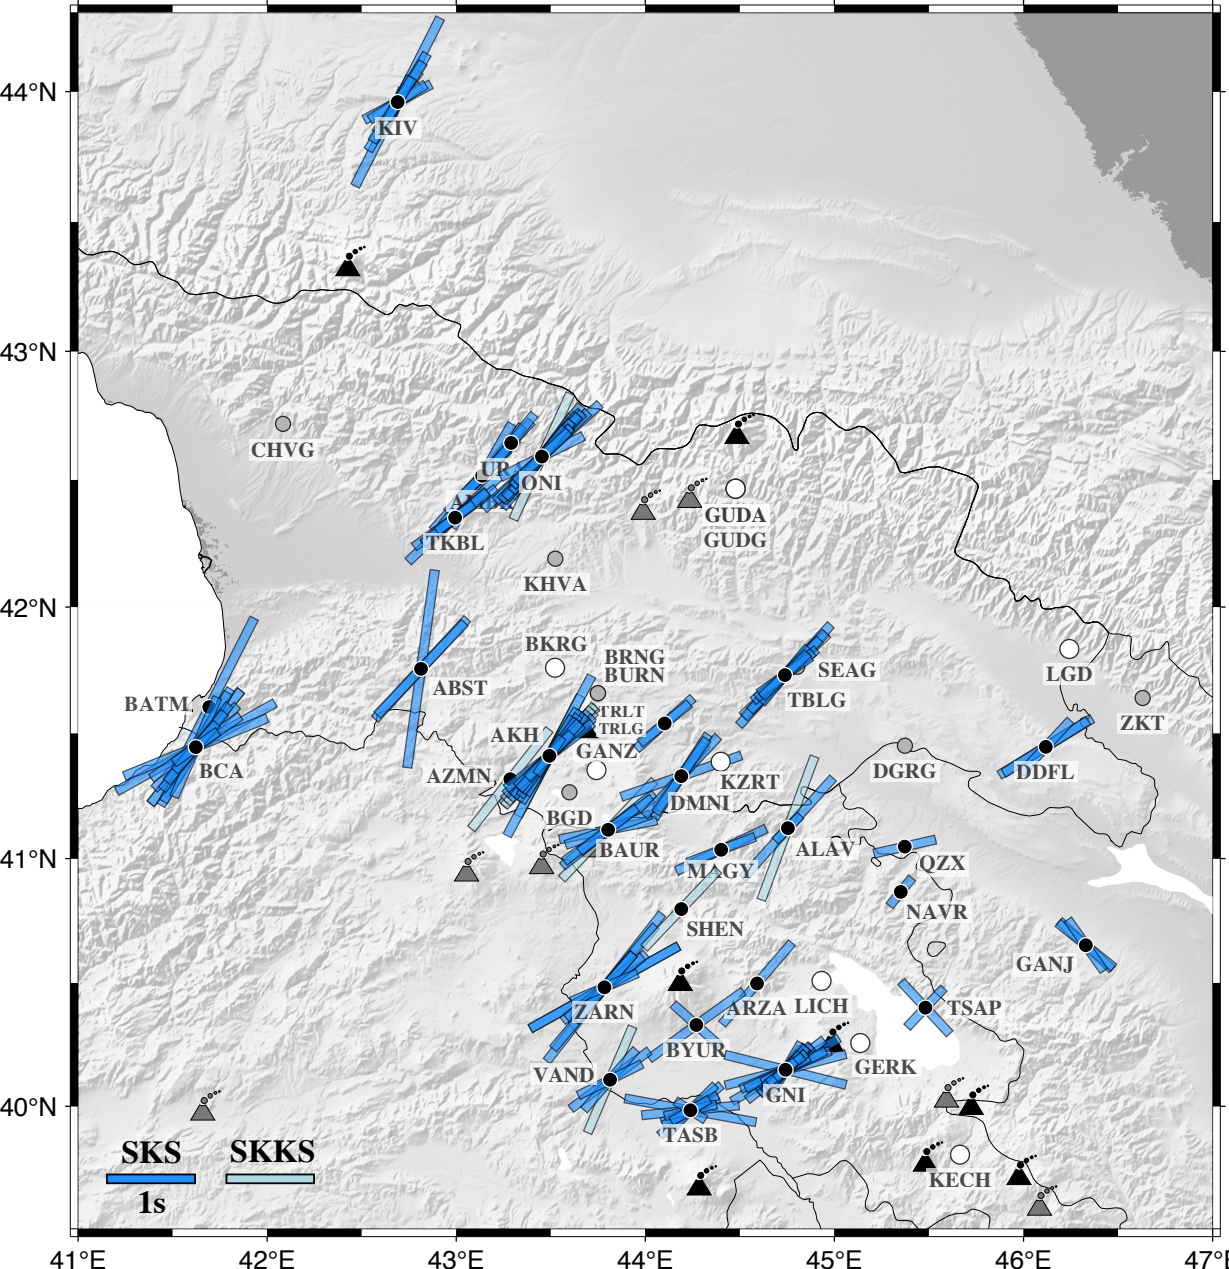 44°N
KIV
43°N
CHVG
UR
ONI
GUDA
TKBL
GUDG
KHVA
42°N
BKRG
BRNG
BURN
SEAG
LGD
ABST
TBLG
ZKT
BATM
TRLT
TRLG
AKH
GANZ
BCA
AZMN
KZRT
DGRG
DDFL
DMNI
BGD
41°N
BAUR
ALAV
MAGY
QZX
NAVR
SHEN
GANJ
ZARN
ARZA
LICH
TSAP
BYUR
GERK
VAND
GNI
40°N
TASB
SKS
SKKS
KECH
1s
41°E
42°E
43°E
44°E
45°E
46°E